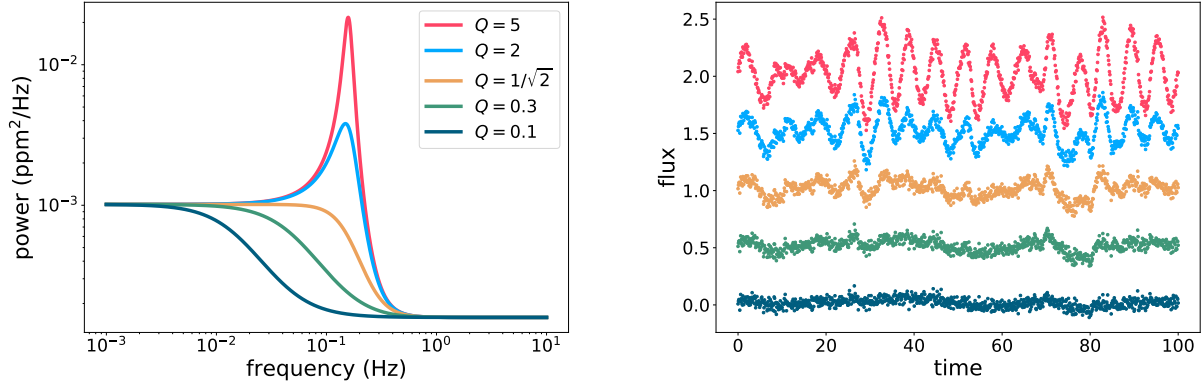 power (ppm²/Hz)
10⁻²
10⁻³
10⁻³
10⁻²
10⁻¹
10⁰
10¹
frequency (Hz)
Q = 5
Q = 2
Q = 1/√2
Q = 0.3
Q = 0.1
flux
2.5
2.0
1.5
1.0
0.5
0.0
0
20
40
60
80
100
time